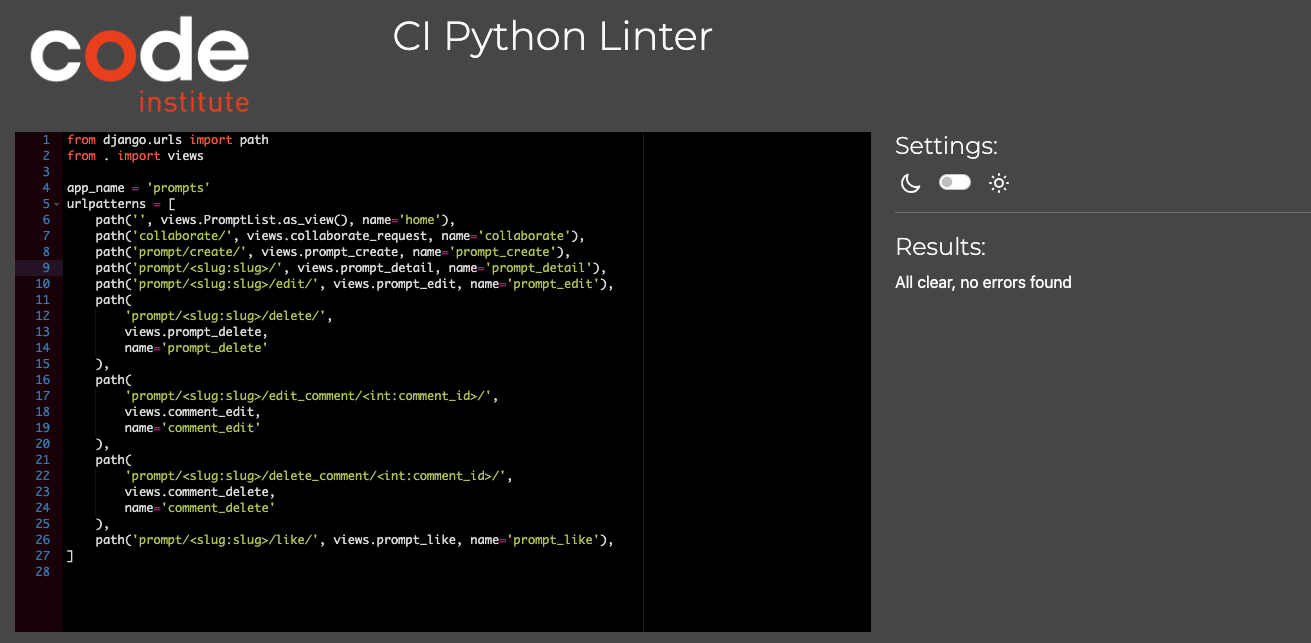 code
institute
CI Python Linter
1 from django.urls import path
2 from . import views
3
4 app_name = 'prompts'
5 urlpatterns = [
6     path('', views.PromptList.as_view(), name='home'),
7     path('collaborate/', views.collaborate_request, name='collaborate'),
8     path('prompt/create/', views.prompt_create, name='prompt_create'),
9     path('prompt/<slug:slug>/', views.prompt_detail, name='prompt_detail'),
10     path('prompt/<slug:slug>/edit/', views.prompt_edit, name='prompt_edit'),
11     path(
12         'prompt/<slug:slug>/delete/',
13         views.prompt_delete,
14         name='prompt_delete'
15     ),
16     path(
17         'prompt/<slug:slug>/edit_comment/<int:comment_id>/',
18         views.comment_edit,
19         name='comment_edit'
20     ),
21     path(
22         'prompt/<slug:slug>/delete_comment/<int:comment_id>/',
23         views.comment_delete,
24         name='comment_delete'
25     ),
26     path('prompt/<slug:slug>/like/', views.prompt_like, name='prompt_like'),
27 ]
28
Settings:
Results:
All clear, no errors found